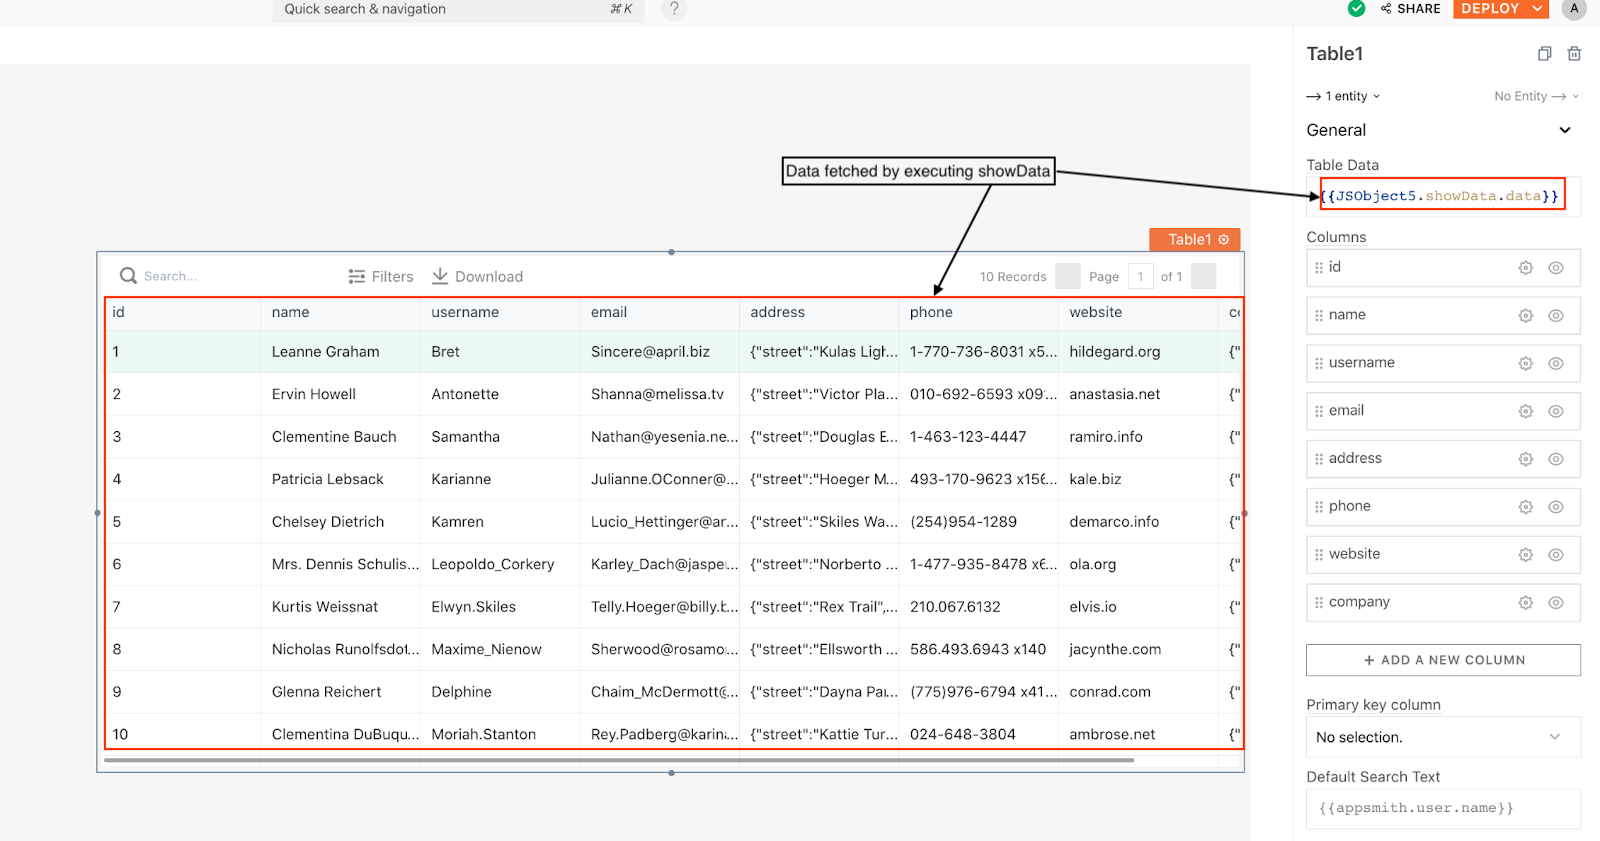 Quick search & navigation ⌘K ? SHARE DEPLOY A
Table1
1 entity No Entity
General
Data fetched by executing showData
Table Data
{{JSObject5.showData.data}}
Columns
Table1
Search... Filters Download 10 Records Page 1 of 1
id name username email address phone website
1 Leanne Graham Bret Sincere@april.biz {"street":"Kulas Ligh... 1-770-736-8031 x5... hildegard.org {"
2 Ervin Howell Antonette Shanna@melissa.tv {"street":"Victor Pla... 010-692-6593 x09... anastasia.net {"
3 Clementine Bauch Samantha Nathan@yesenia.ne... {"street":"Douglas E... 1-463-123-4447 ramiro.info {"
4 Patricia Lebsack Karianne Julianne.OConner@... {"street":"Hoeger M... 493-170-9623 x156... kale.biz {"
5 Chelsey Dietrich Kamren Lucio_Hettinger@an... {"street":"Skiles Wa... (254)954-1289 demarco.info {"
6 Mrs. Dennis Schulis... Leopoldo_Corkery Karley_Dach@jaspe... {"street":"Norberto ... 1-477-935-8478 x6... ola.org {"
7 Kurtis Weissnat Elwyn.Skiles Telly.Hoeger@billy.b... {"street":"Rex Trail",... 210.067.6132 elvis.io {"
8 Nicholas Runolfsdot... Maxime_Nienow Sherwood@rosamo... {"street":"Ellsworth ... 586.493.6943 x140 jacynthe.com {"
9 Glenna Reichert Delphine Chaim_McDermott@... {"street":"Dayna Par... (775)976-6794 x41... conrad.com {"
10 Clementina DuBuqu... Moriah.Stanton Rey.Padberg@karina... {"street":"Kattie Tur... 024-648-3804 ambrose.net {"
id
name
username
email
address
phone
website
company
+ ADD A NEW COLUMN
Primary key column
No selection.
Default Search Text
{{appsmith.user.name}}